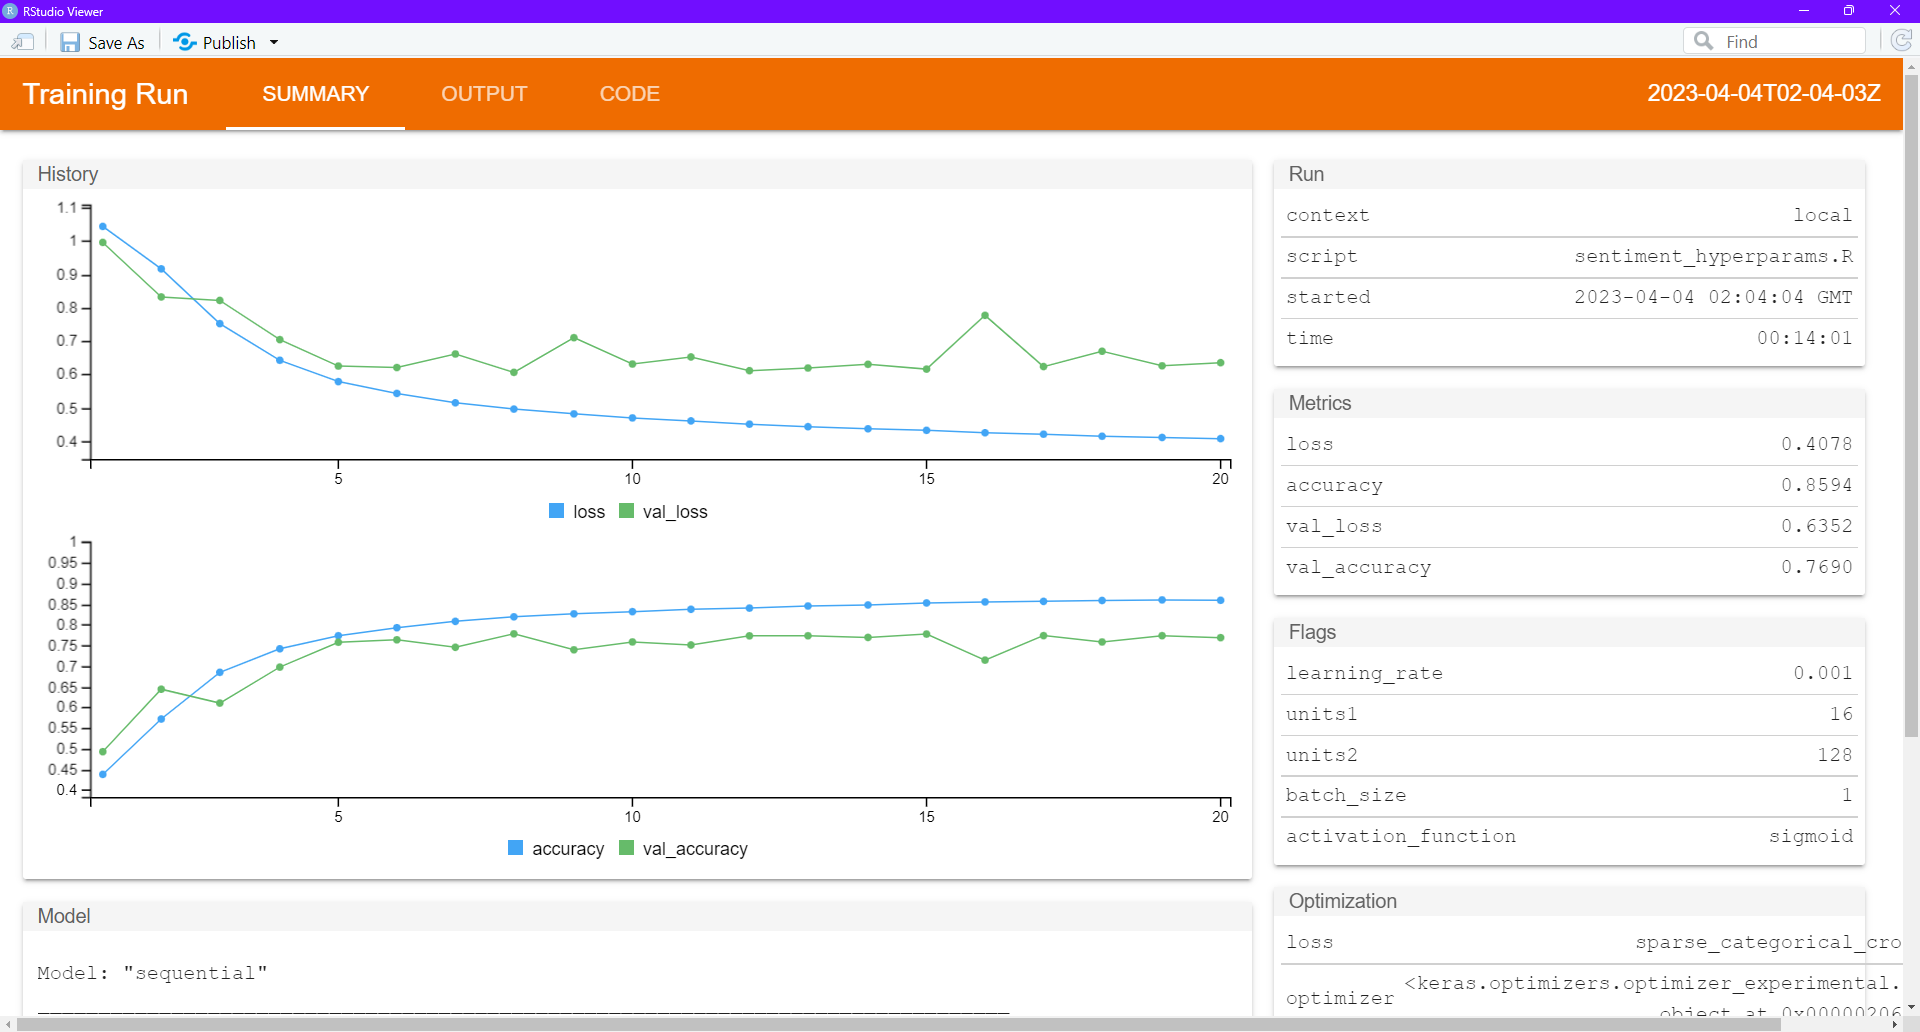 R RStudio Viewer
Save As Publish Find
Training Run SUMMARY OUTPUT CODE 2023-04-04T02-04-03Z
History
1.1
1
0.9
0.8
0.7
0.6
0.5
0.4
5 10 15 20
loss val_loss
1
0.95
0.9
0.85
0.8
0.75
0.7
0.65
0.6
0.55
0.5
0.45
0.4
5 10 15 20
accuracy val_accuracy
Model
Model: "sequential"
Run
context local
script sentiment_hyperparams.R
started 2023-04-04 02:04:04 GMT
time 00:14:01
Metrics
loss 0.4078
accuracy 0.8594
val_loss 0.6352
val_accuracy 0.7690
Flags
learning_rate 0.001
units1 16
units2 128
batch_size 1
activation_function sigmoid
Optimization
loss sparse_categorical_cro
optimizer <keras.optimizers.optimizer_experimental.
object at 0x00000206